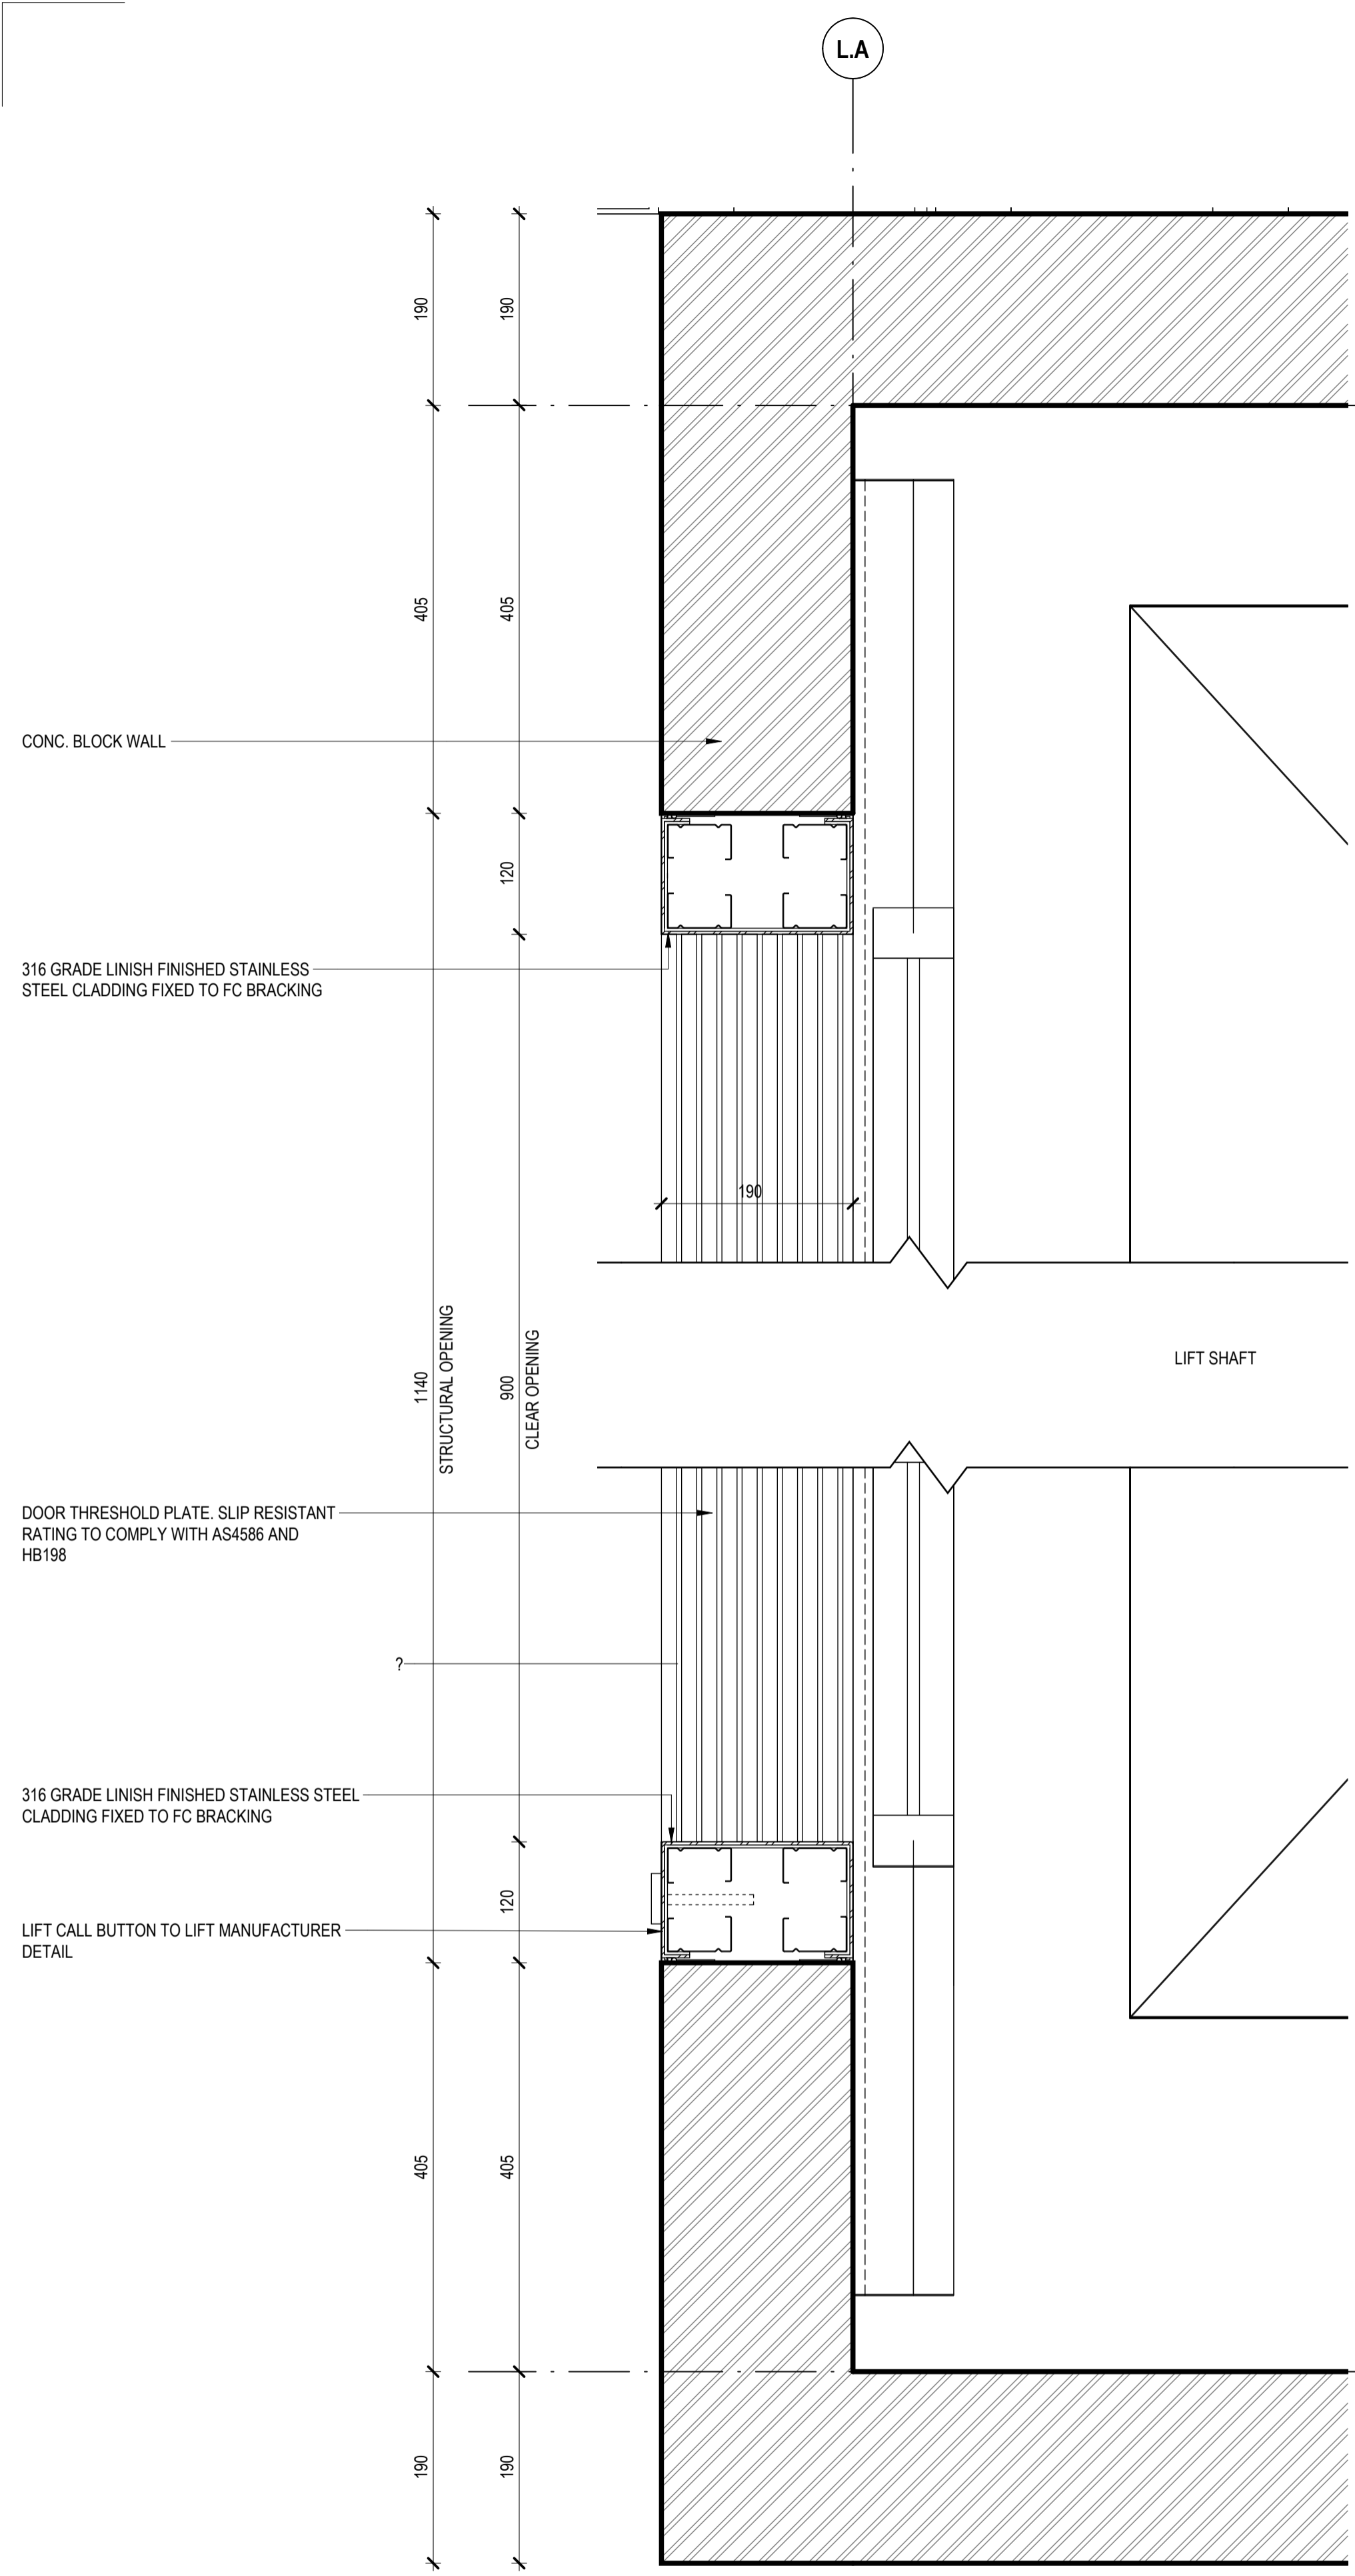 L.A
190
190
405
405
CONC. BLOCK WALL
120
316 GRADE LINISH FINISHED STAINLESS
STEEL CLADDING FIXED TO FC BRACKING
190
1140
STRUCTURAL OPENING
900
CLEAR OPENING
LIFT SHAFT
DOOR THRESHOLD PLATE. SLIP RESISTANT
RATING TO COMPLY WITH AS4586 AND
HB198
?
316 GRADE LINISH FINISHED STAINLESS STEEL
CLADDING FIXED TO FC BRACKING
120
LIFT CALL BUTTON TO LIFT MANUFACTURER
DETAIL
405
405
190
190